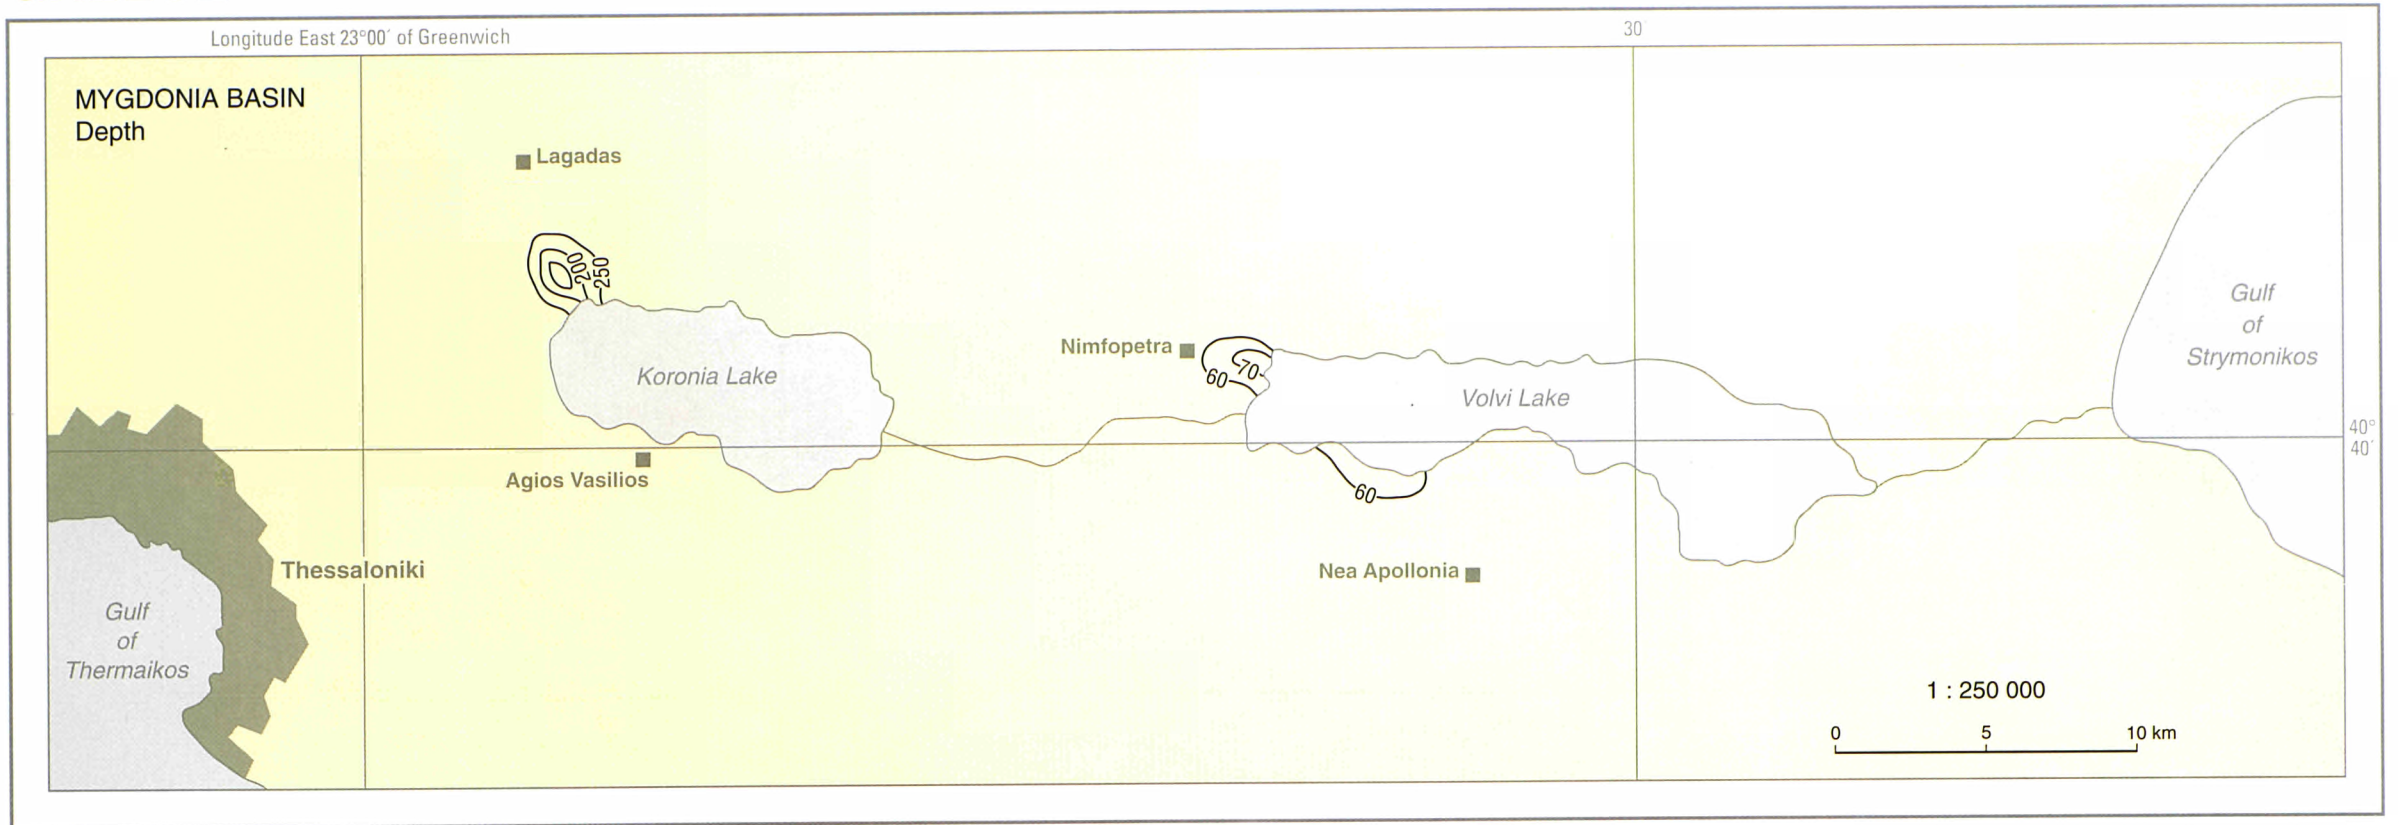 Longitude East 23°00′ of Greenwich
30′
MYGDONIA BASIN
Depth
Lagadas
200
250
Gulf
of
Strymonikos
Nimfopetra
70
60
Koronia Lake
Volvi Lake
40°
40′
Agios Vasilios
60
Thessaloniki
Nea Apollonia
Gulf
of
Thermaikos
1 : 250 000
0 5 10 km